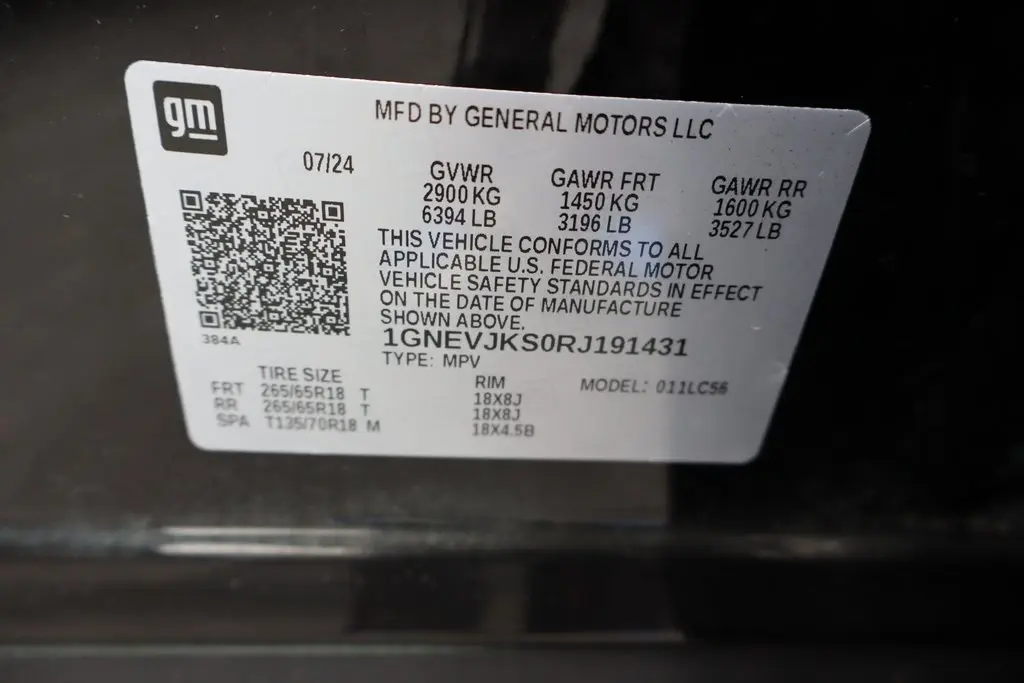 gm
MFD BY GENERAL MOTORS LLC
07/24
GVWR GAWR FRT GAWR RR
2900 KG 1450 KG 1600 KG
6394 LB 3196 LB 3527 LB
THIS VEHICLE CONFORMS TO ALL
APPLICABLE U.S. FEDERAL MOTOR
VEHICLE SAFETY STANDARDS IN EFFECT
ON THE DATE OF MANUFACTURE
SHOWN ABOVE.
384A
1GNEVJKS0RJ191431
TYPE: MPV
TIRE SIZE RIM MODEL: 011LC56
FRT 265/65R18 T 18X8J
RR 265/65R18 T 18X8J
SPA T135/70R18 M 18X4.5B